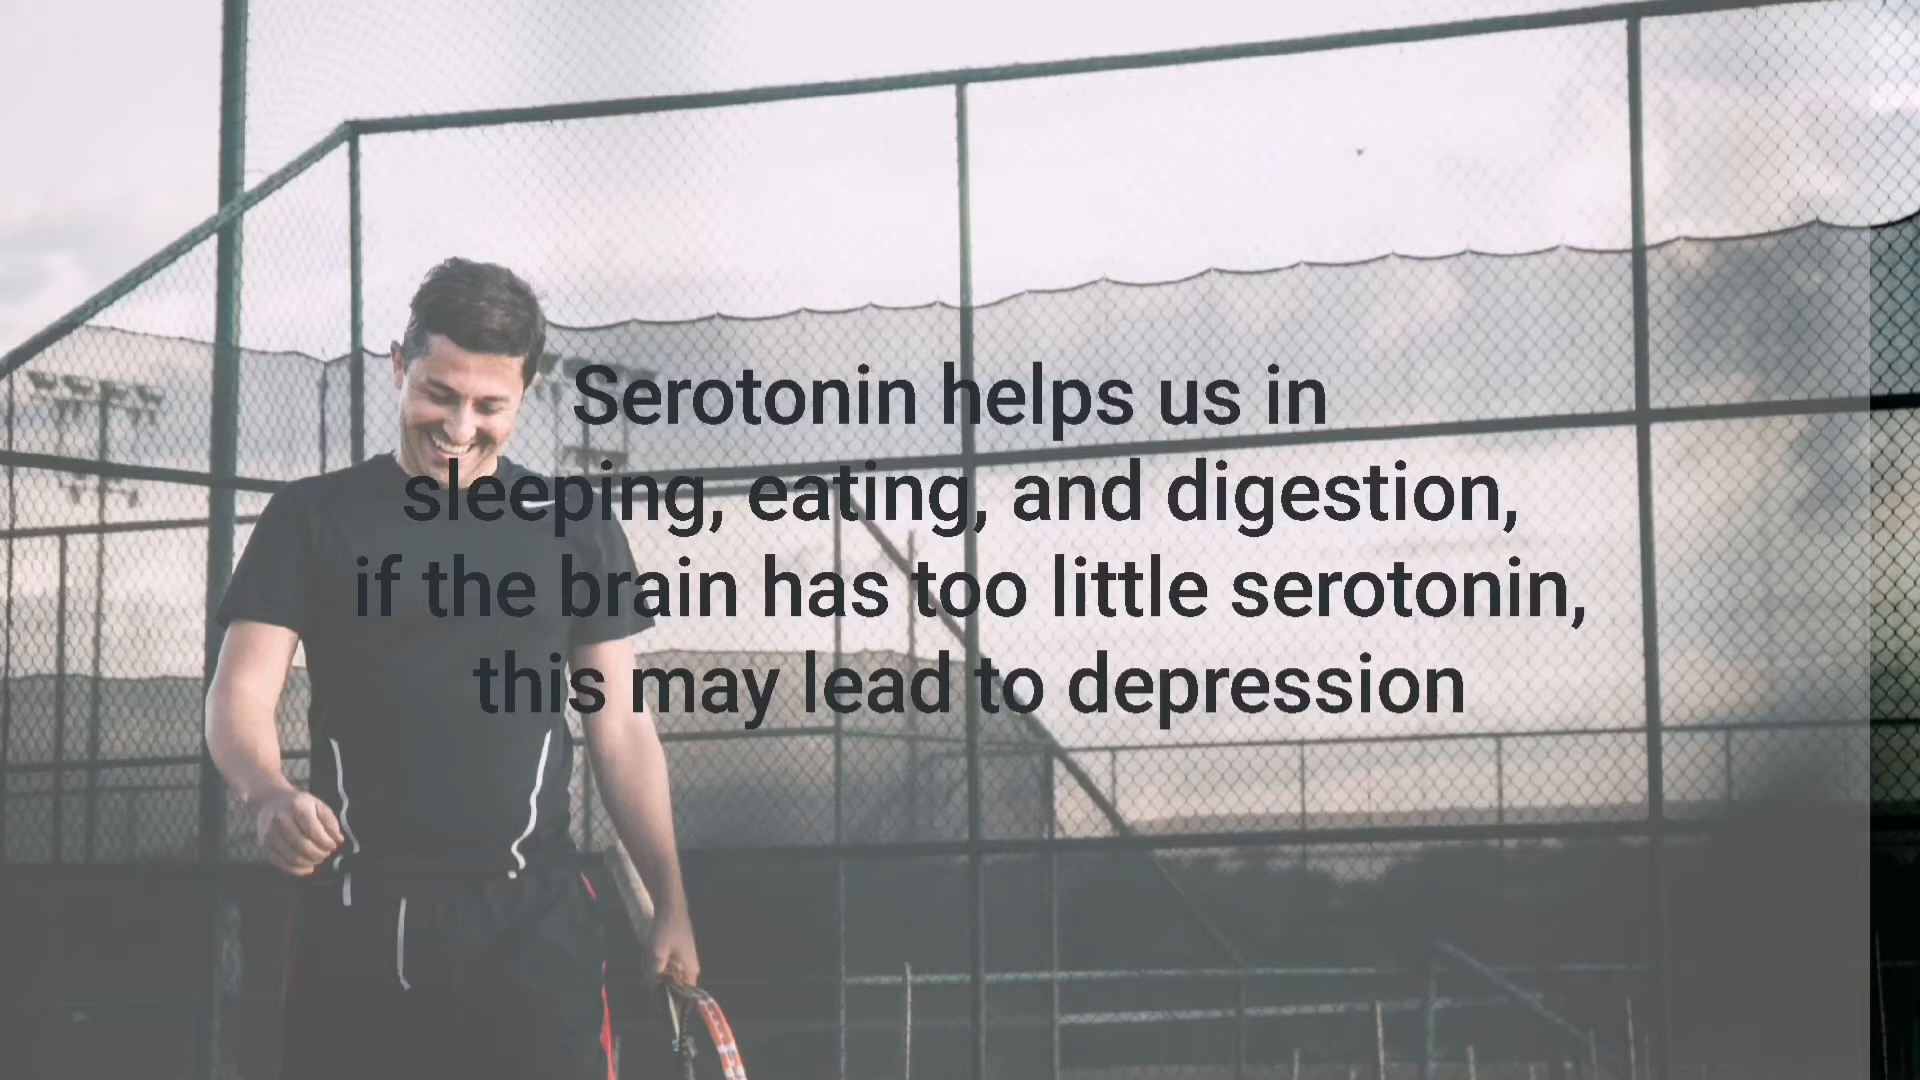 Serotonin helps us in
sleeping, eating, and digestion,
if the brain has too little serotonin,
this may lead to depression